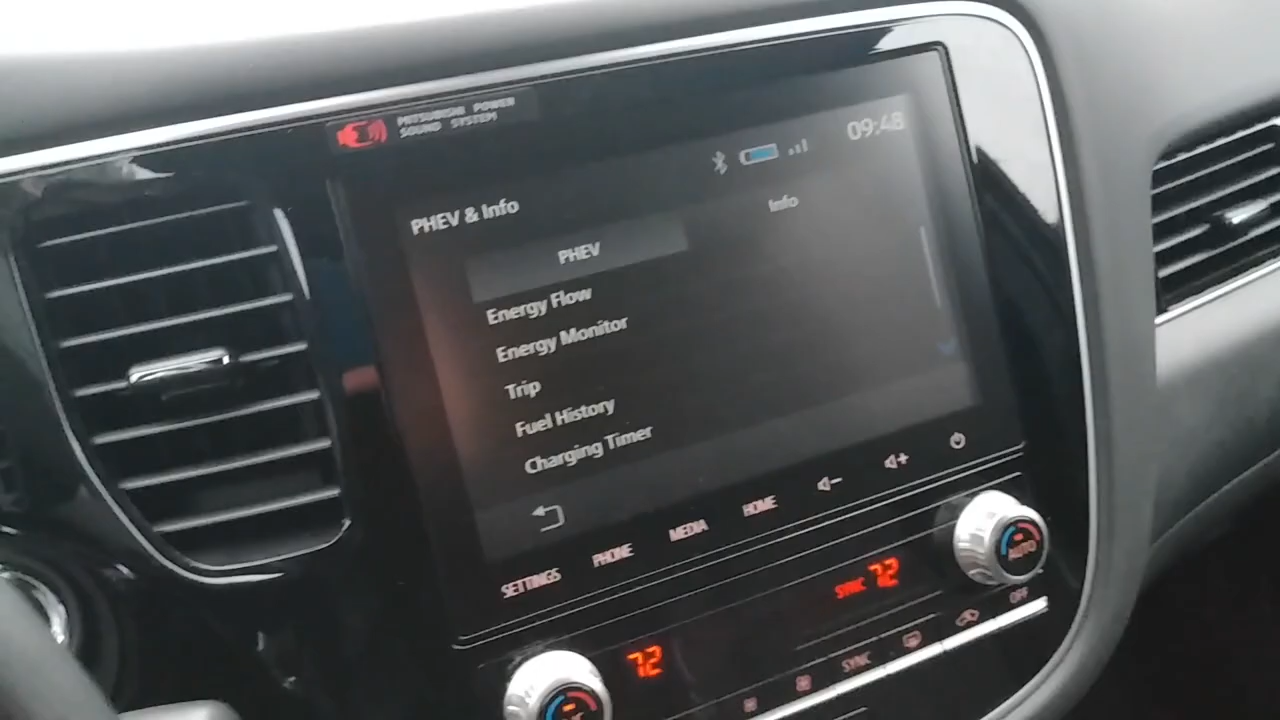 MITSUBISHI POWER
SOUND SYSTEM
09:48
PHEV & Info
PHEV
Info
Energy Flow
Energy Monitor
Trip
Fuel History
Charging Timer
SETTINGS
PHONE
MEDIA
HOME
72
SYNC 72
AUTO
SYNC
OFF